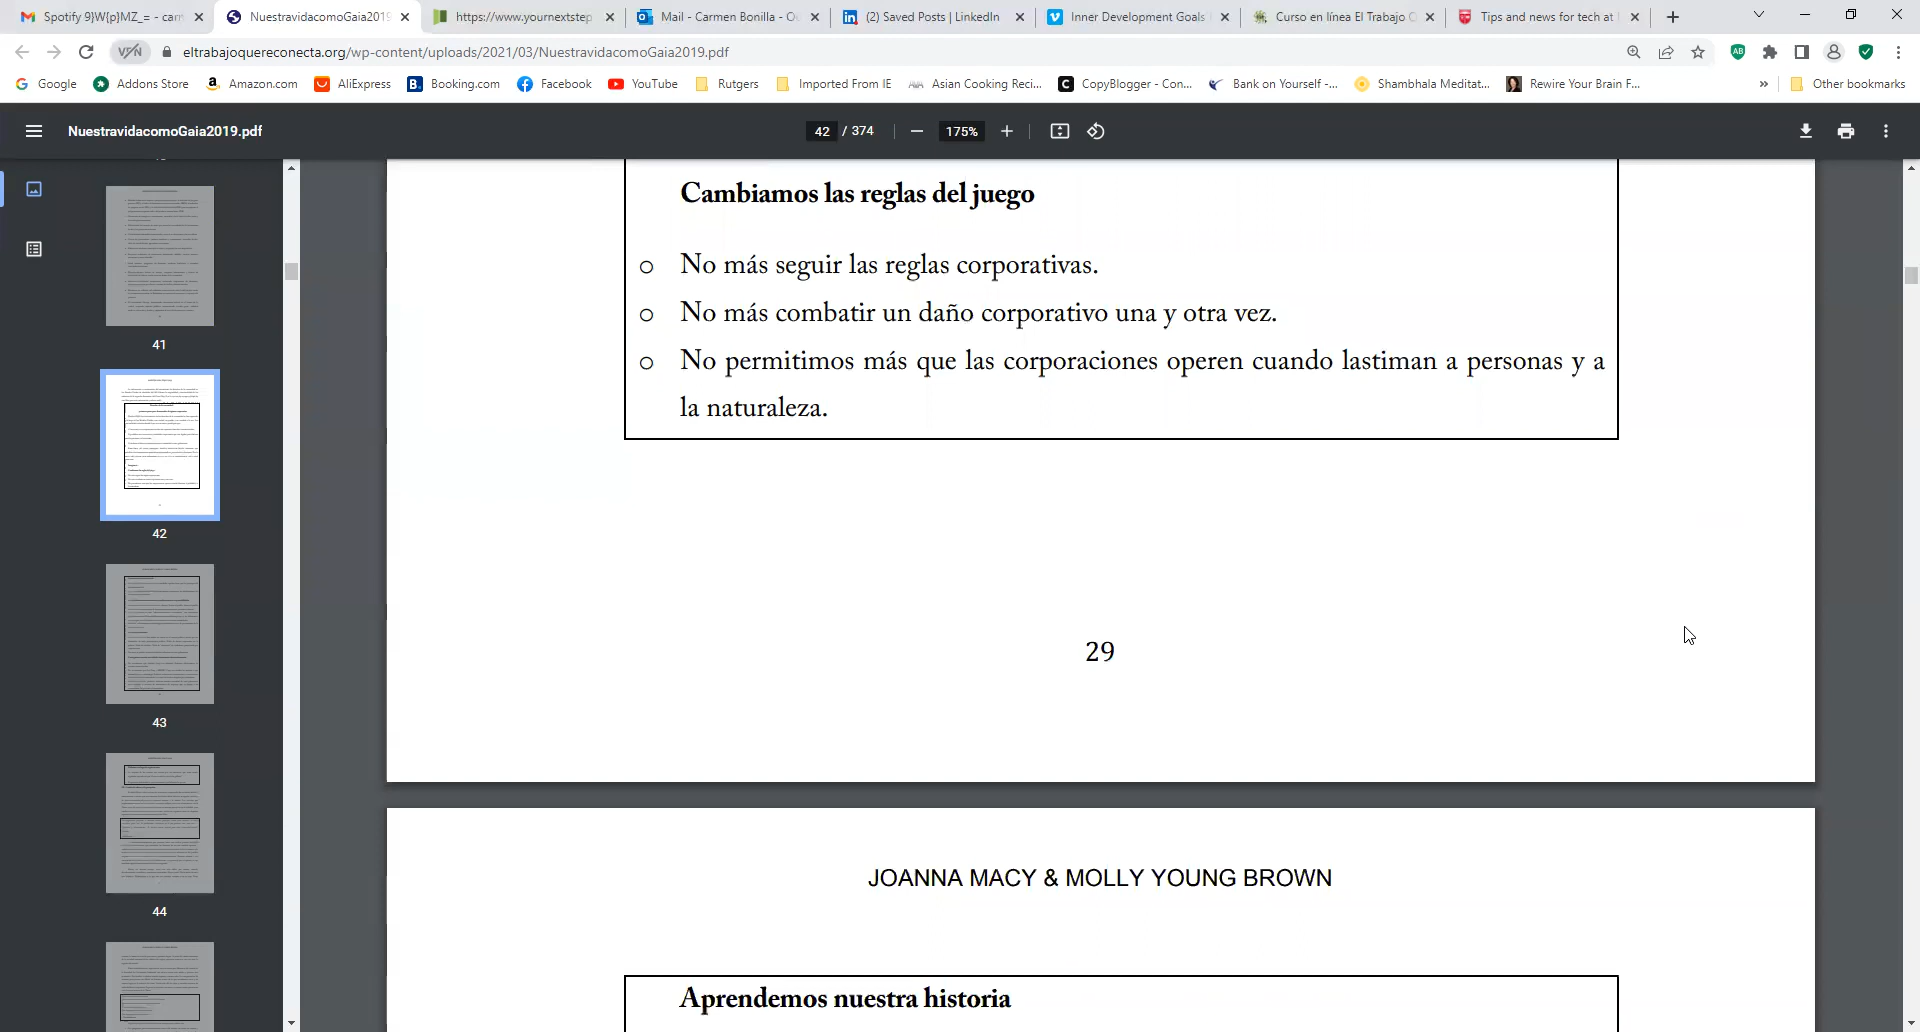 Spotify 9}W{p}MZ_= - carr
NuestravidacomoGaia2019
https://www.yournextstep
Mail - Carmen Bonilla - Ou
(2) Saved Posts | LinkedIn
Inner Development Goals
Curso en línea El Trabajo
Tips and news for tech at
VPN
eltrabajoquereconecta.org/wp-content/uploads/2021/03/NuestravidacomoGaia2019.pdf
Google
Addons Store
Amazon.com
AliExpress
Booking.com
Facebook
YouTube
Rutgers
Imported From IE
Asian Cooking Reci...
CopyBlogger - Con...
Bank on Yourself -...
Shambhala Meditat...
Rewire Your Brain F...
»
Other bookmarks
NuestravidacomoGaia2019.pdf
42 / 374
175%
41
42
43
44
Cambiamos las reglas del juego
o No más seguir las reglas corporativas.
o No más combatir un daño corporativo una y otra vez.
o No permitimos más que las corporaciones operen cuando lastiman a personas y a
la naturaleza.
29
JOANNA MACY & MOLLY YOUNG BROWN
Aprendemos nuestra historia